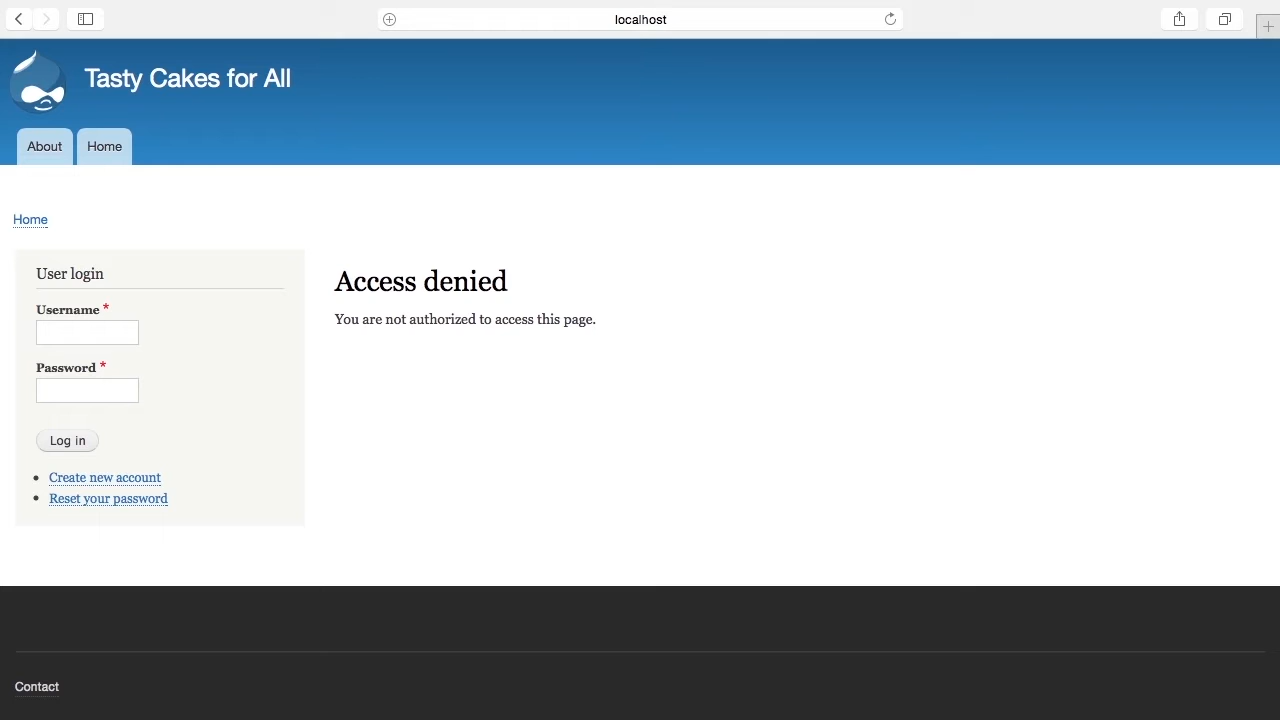 localhost
Tasty Cakes for All
About
Home
Home
User login
Username *
Password *
Log in
Create new account
Reset your password
Access denied
You are not authorized to access this page.
Contact